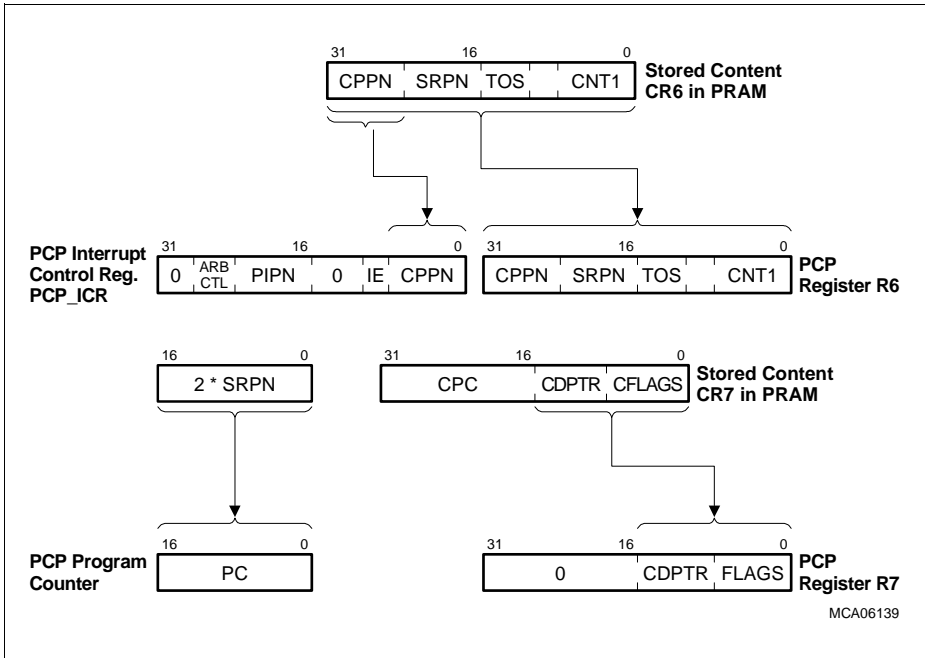 31 16 0
CPPN SRPN TOS CNT1
Stored Content
CR6 in PRAM
PCP Interrupt
Control Reg.
PCP_ICR
31 16 0
0 ARB CTL PIPN 0 IE CPPN
31 16 0
CPPN SRPN TOS CNT1
PCP
Register R6
16 0
2 * SRPN
31 16 0
CPC CDPTR CFLAGS
Stored Content
CR7 in PRAM
PCP Program
Counter
16 0
PC
31 16 0
0 CDPTR FLAGS
PCP
Register R7
MCA06139